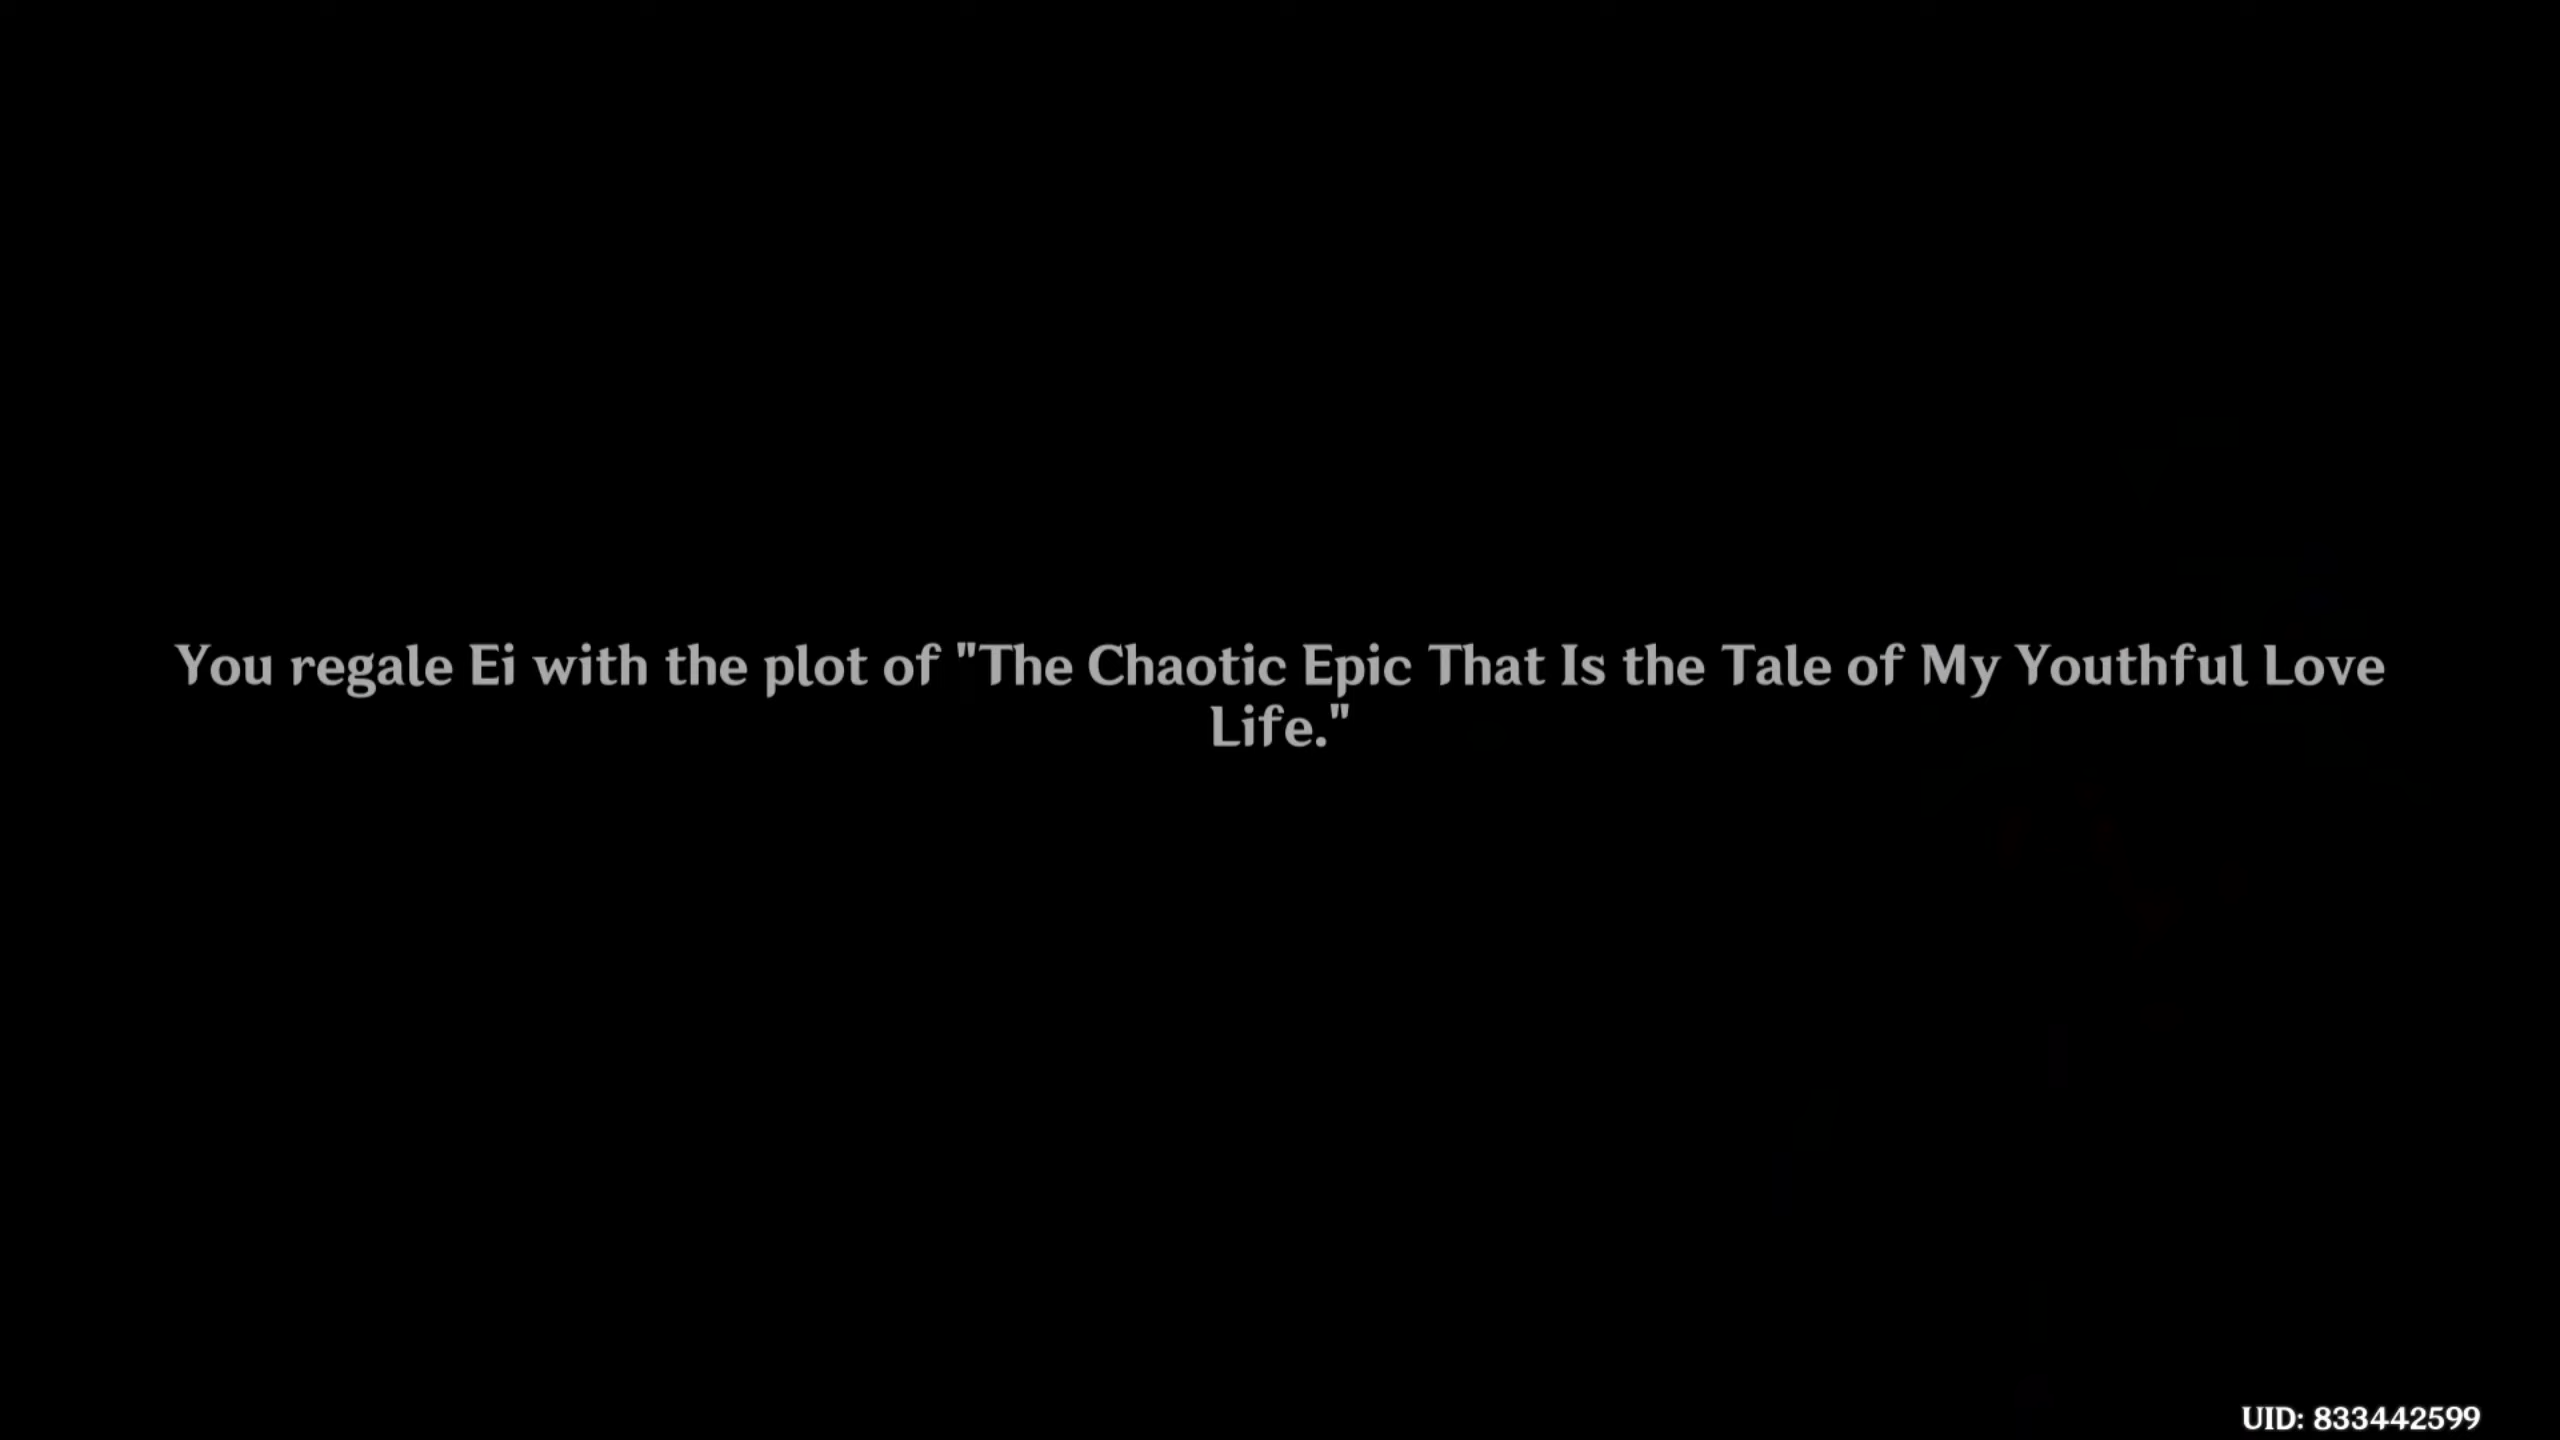 You regale Ei with the plot of "The Chaotic Epic That Is the Tale of My Youthful Love
Life."
UID: 833442599